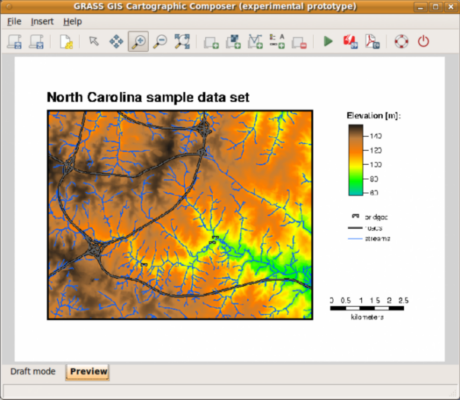 GRASS GIS Cartographic Composer (experimental prototype)
File Insert Help
North Carolina sample data set
Elevation [m]:
140
120
100
80
60
bridges
roads
streams
0 0.5 1 1.5 2 2.5
kilometers
Draft mode Preview